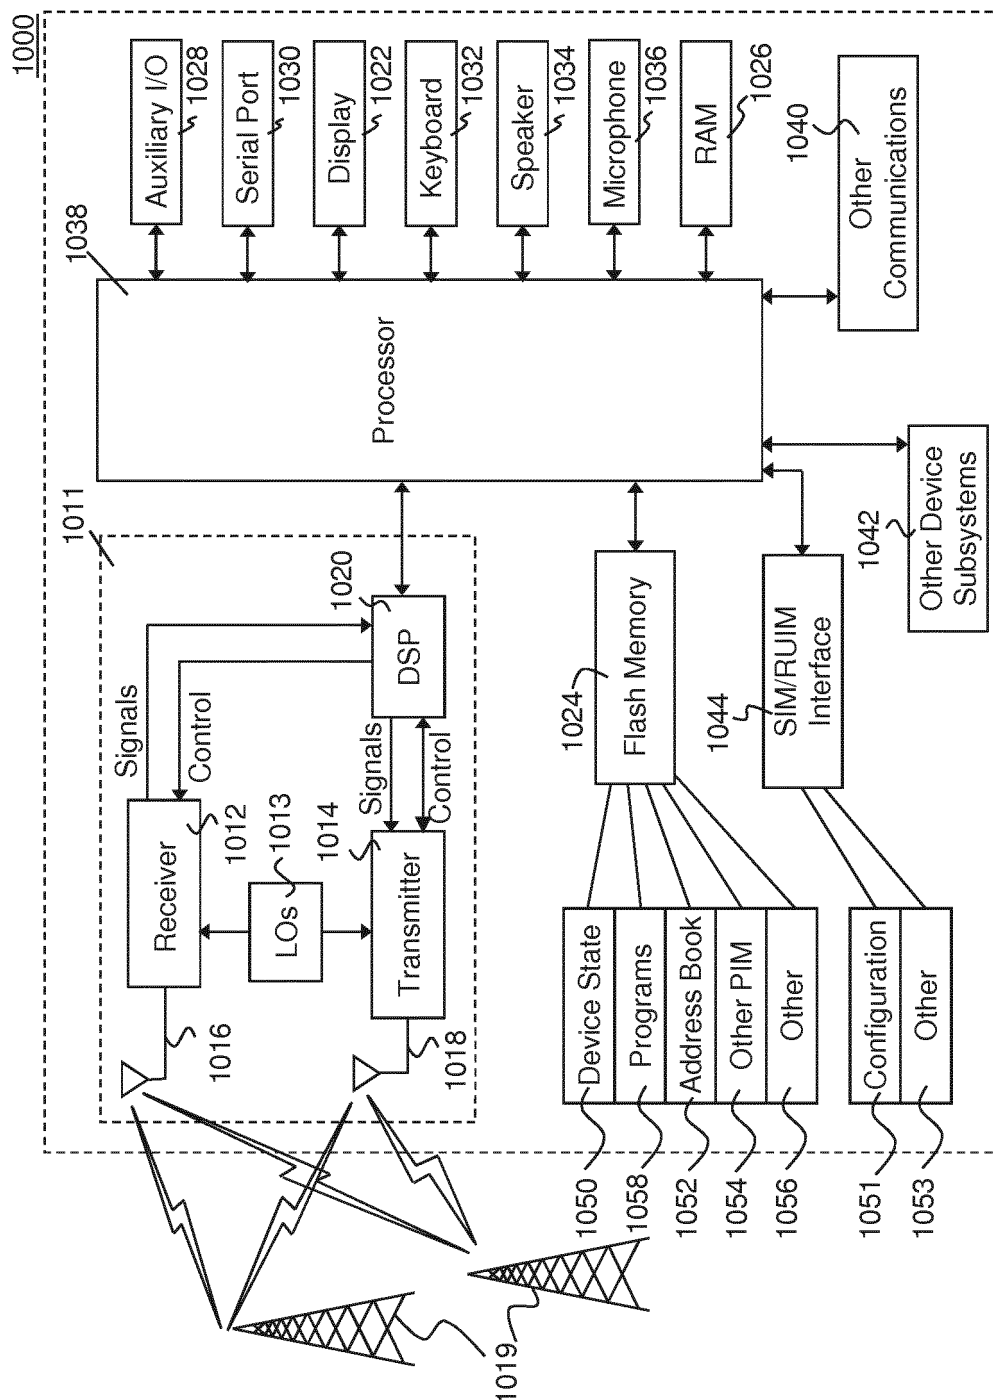 1000
1038
Processor
Auxiliary I/O
1028
Serial Port
1030
Display
1022
Keyboard
1032
Speaker
1034
Microphone
1036
RAM
1026
1040
Other
Communications
1042
Other Device
Subsystems
1011
1020
DSP
Signals
Control
Signals
Control
1012
Receiver
1013
LOs
1014
Transmitter
1016
1018
1019
1024
Flash Memory
1044
SIM/RUIM
Interface
Device State
Programs
Address Book
Other PIM
Other
Configuration
Other
1050
1058
1052
1054
1056
1051
1053